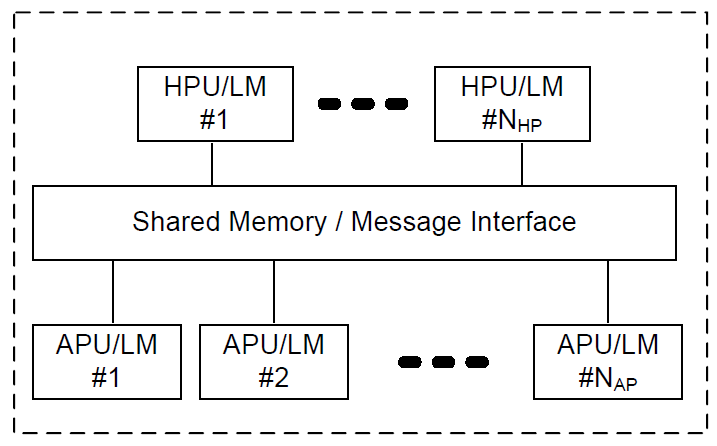 HPU/LM
#1
HPU/LM
#NHP
Shared Memory / Message Interface
APU/LM
#1
APU/LM
#2
APU/LM
#NAP